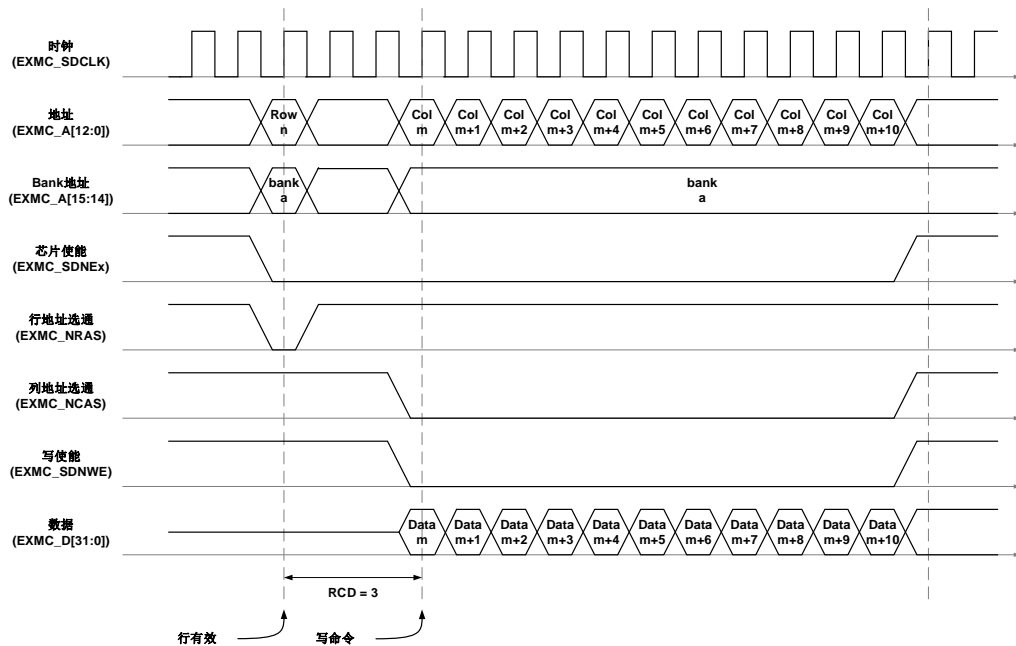 时钟
(EXMC_SDCLK)
地址
(EXMC_A[12:0])
Row Col Col Col Col Col Col Col Col Col Col Col
n m m+1 m+2 m+3 m+4 m+5 m+6 m+7 m+8 m+9 m+10
Bank地址
(EXMC_A[15:14])
bank bank
a a
芯片使能
(EXMC_SDNEx)
行地址选通
(EXMC_NRAS)
列地址选通
(EXMC_NCAS)
写使能
(EXMC_SDNWE)
数据
(EXMC_D[31:0])
Data Data Data Data Data Data Data Data Data Data Data
m m+1 m+2 m+3 m+4 m+5 m+6 m+7 m+8 m+9 m+10
RCD = 3
行有效 写命令